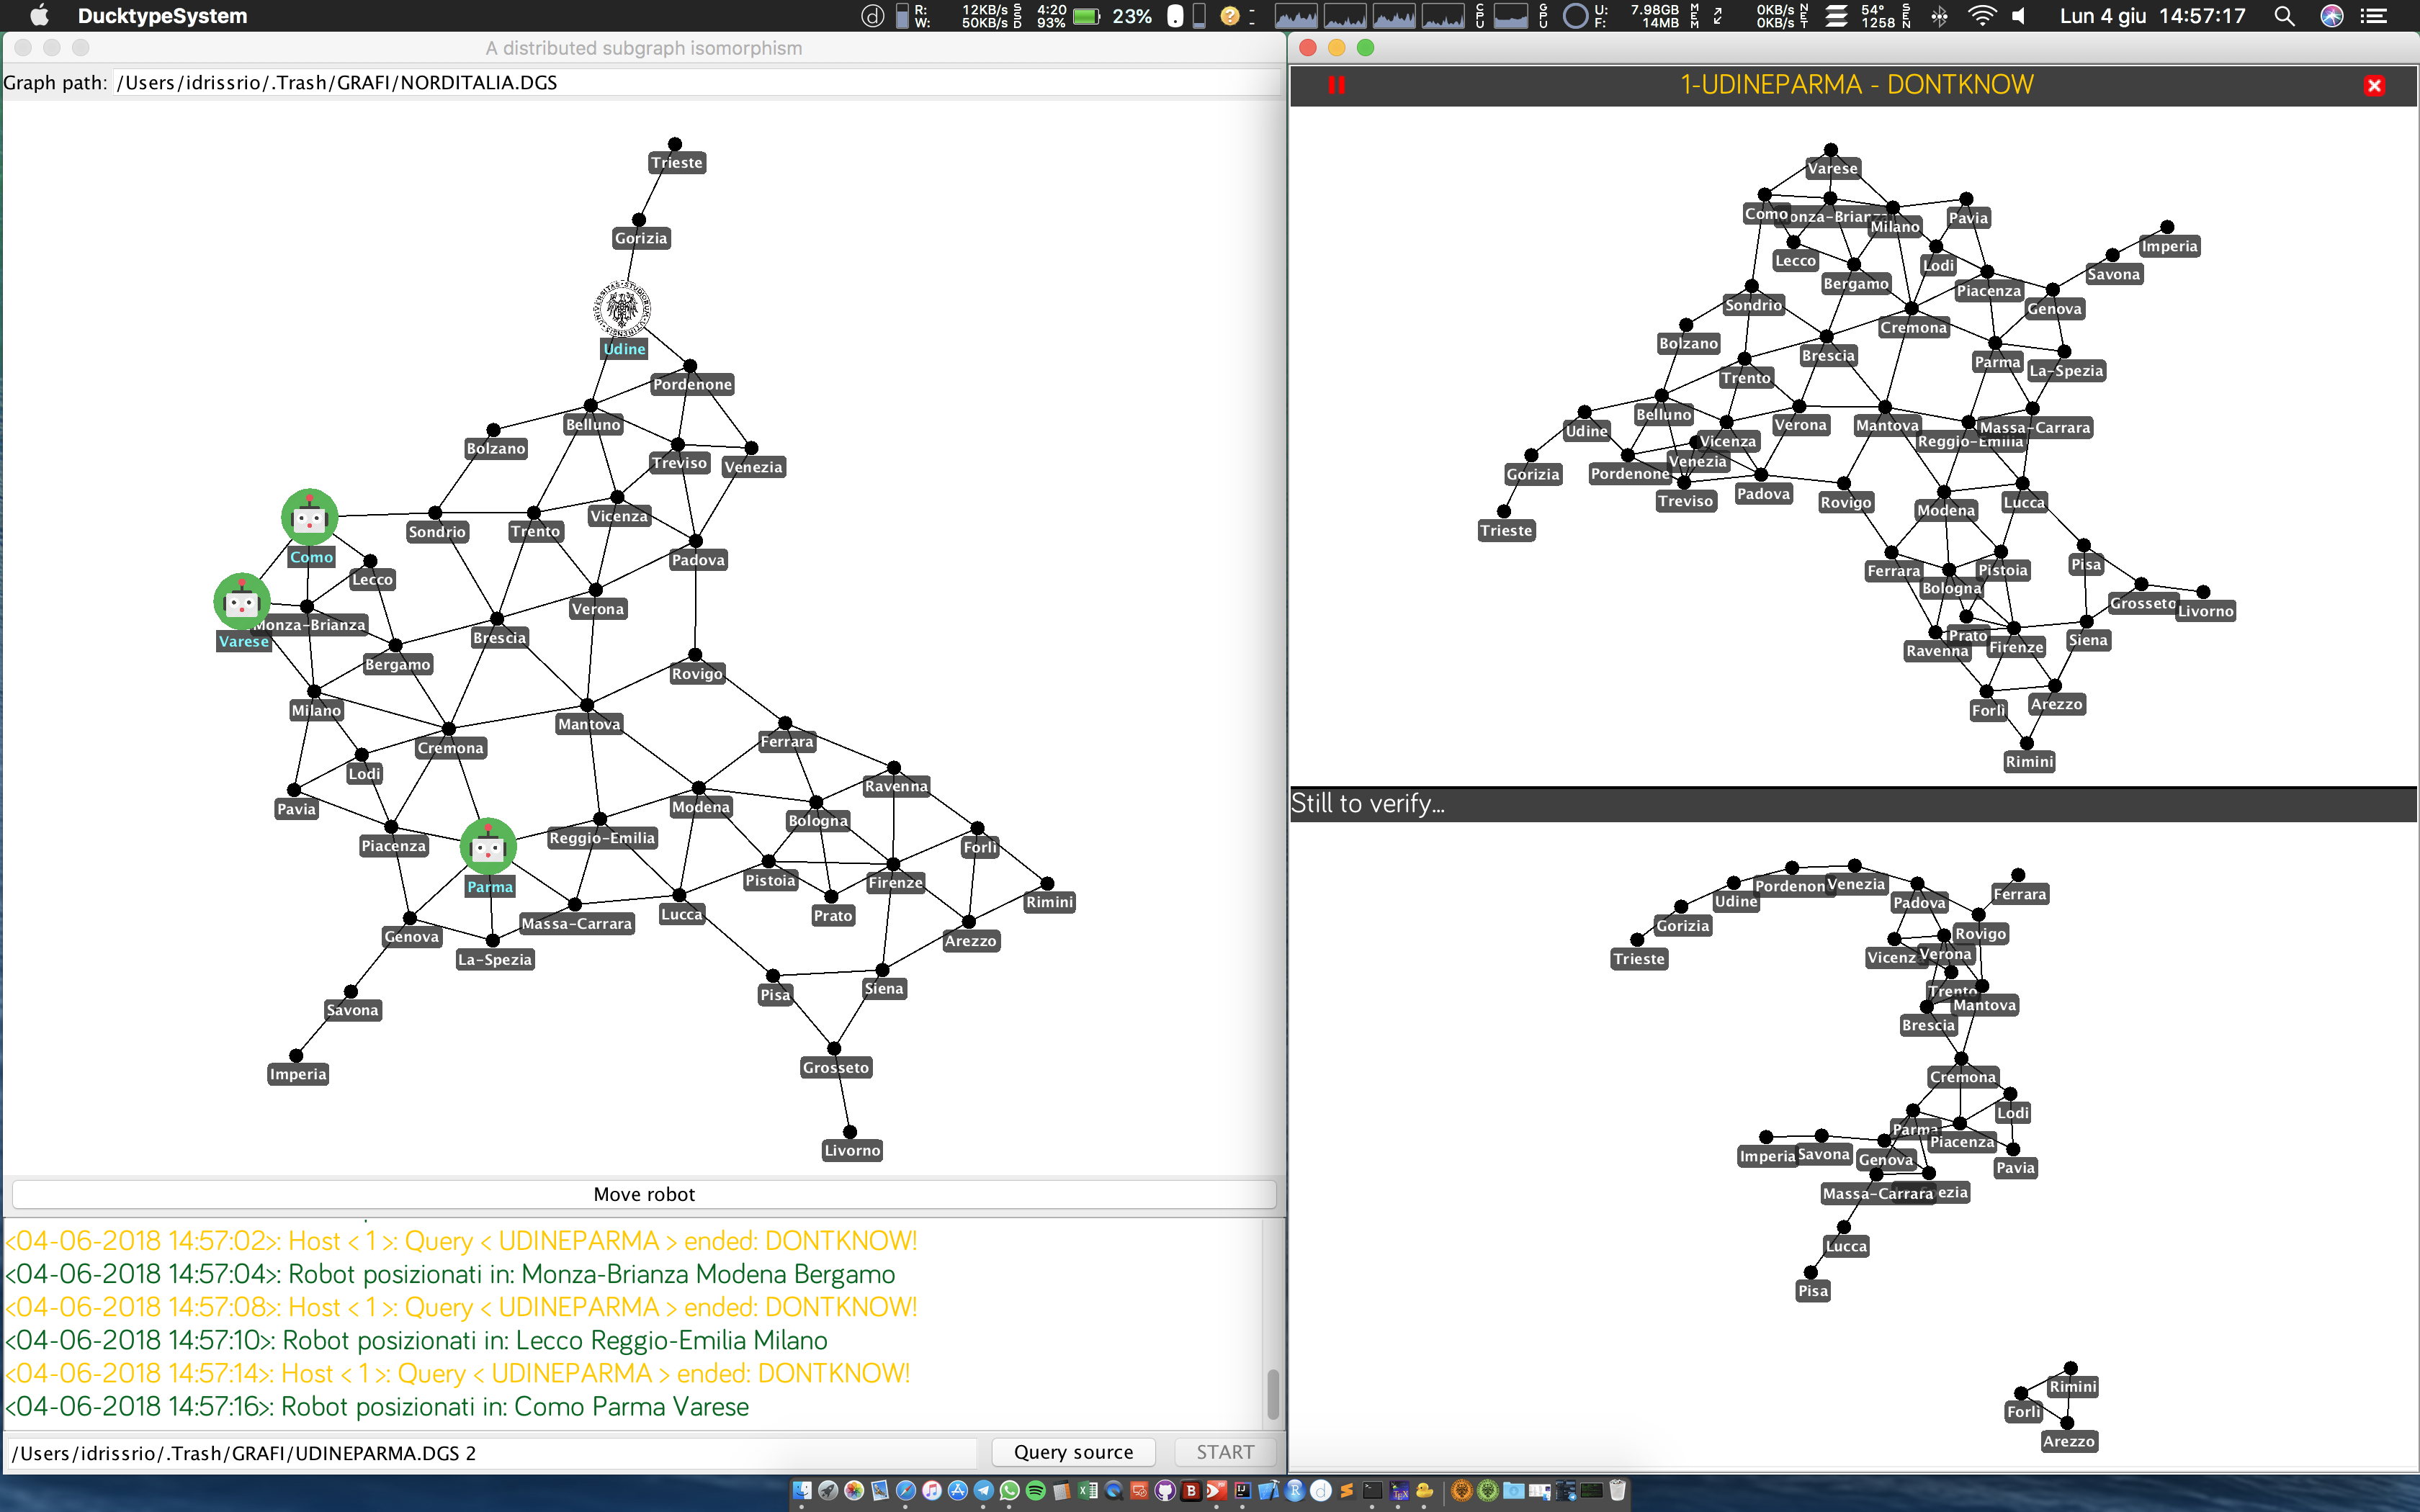 DucktypeSystem
R: 12KB/s
W: 50KB/s
SSD
4:20
93%
23%
CPU
GPU
U: 7.98GB
F: 14MB
MEM
0KB/s
0KB/s
NET
54°
1258
SEN
Lun 4 giu 14:57:17
A distributed subgraph isomorphism
Graph path: /Users/idrissrio/.Trash/GRAFI/NORDITALIA.DGS
Trieste
Gorizia
Udine
Pordenone
Belluno
Bolzano
Treviso
Venezia
Vicenza
Sondrio
Trento
Como
Padova
Lecco
Verona
Monza-Brianza
Brescia
Varese
Bergamo
Rovigo
Milano
Mantova
Ferrara
Cremona
Lodi
Ravenna
Pavia
Modena
Bologna
Reggio-Emilia
Piacenza
Forlì
Pistoia
Firenze
Parma
Rimini
Lucca
Prato
Massa-Carrara
Genova
Arezzo
La-Spezia
Siena
Pisa
Savona
Grosseto
Imperia
Livorno
Move robot
<04-06-2018 14:57:02>: Host < 1 >: Query < UDINEPARMA > ended: DONTKNOW!
<04-06-2018 14:57:04>: Robot posizionati in: Monza-Brianza Modena Bergamo
<04-06-2018 14:57:08>: Host < 1 >: Query < UDINEPARMA > ended: DONTKNOW!
<04-06-2018 14:57:10>: Robot posizionati in: Lecco Reggio-Emilia Milano
<04-06-2018 14:57:14>: Host < 1 >: Query < UDINEPARMA > ended: DONTKNOW!
<04-06-2018 14:57:16>: Robot posizionati in: Como Parma Varese
/Users/idrissrio/.Trash/GRAFI/UDINEPARMA.DGS 2
Query source
START
1-UDINEPARMA - DONTKNOW
Varese
Como
onza-Brianz
Milano
Pavia
Imperia
Lecco
Lodi
Savona
Bergamo
Piacenza
Sondrio
Genova
Cremona
Bolzano
Brescia
Parma
La-Spezia
Trento
Belluno
Verona
Mantova
Massa-Carrara
Udine
Vicenza
Reggio-Emilia
Venezia
Gorizia
Pordenone
Padova
Treviso
Rovigo
Lucca
Modena
Trieste
Pisa
Ferrara
Pistoia
Bologna
Grosseto
Livorno
Prato
Siena
Firenze
Ravenna
Arezzo
Forlì
Rimini
Still to verify...
Venezia
Pordenon
Ferrara
Udine
Padova
Gorizia
Rovigo
Verona
Vicenz
Trieste
Trento
Mantova
Brescia
Cremona
Lodi
Parma
Piacenza
Imperia
Savona
Genova
Pavia
Massa-Carrara
ezia
Lucca
Pisa
Rimini
Forlì
Arezzo